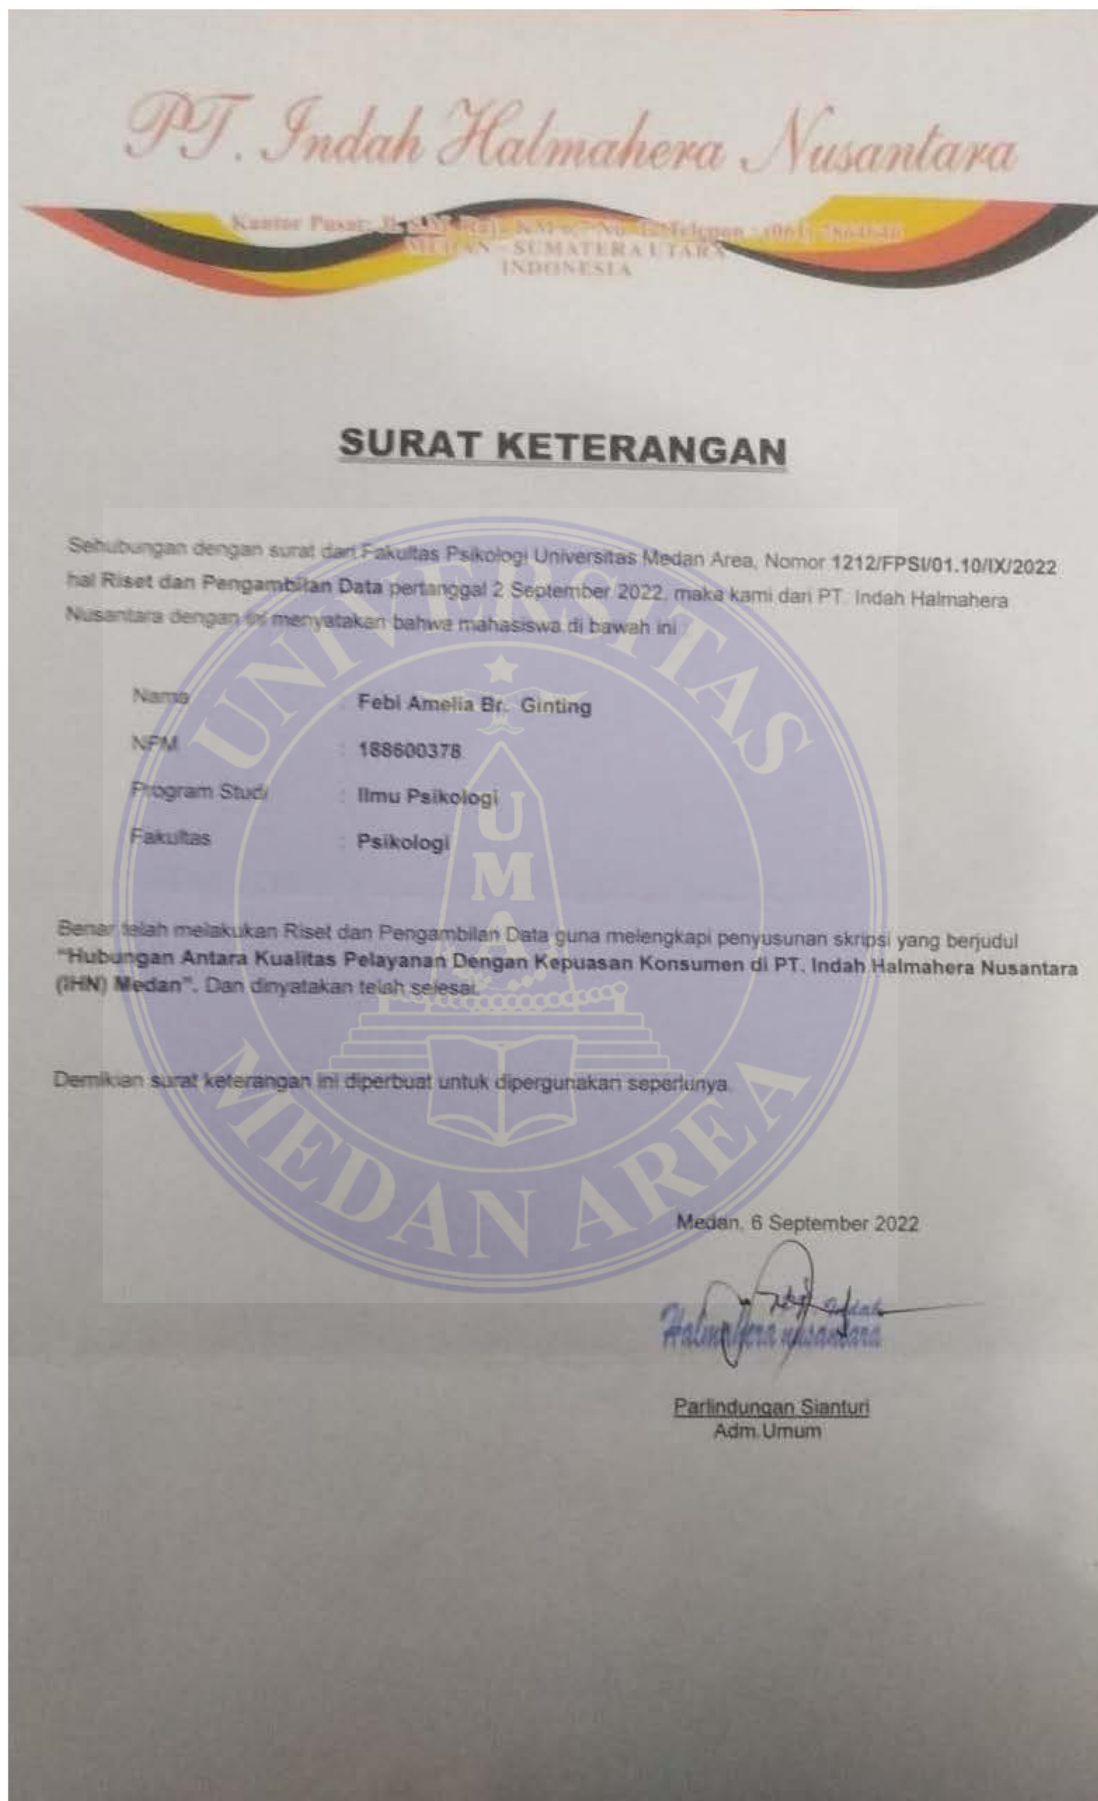 PT. Indah Halmahera Nusantara
Kantor Pusat: Telepon : (061)
MEDAN - SUMATERA UTARA
INDONESIA
SURAT KETERANGAN
Sehubungan dengan surat dari Fakultas Psikologi Universitas Medan Area, Nomor 1212/FPSI/01.10/IX/2022
hal Riset dan Pengambilan Data pertanggal 2 September 2022, maka kami dari PT. Indah Halmahera
Nusantara dengan ini menyatakan bahwa mahasiswa di bawah ini :
Nama : Febi Amelia Br. Ginting
NPM : 188600378
Program Studi : Ilmu Psikologi
Fakultas : Psikologi
Benar telah melakukan Riset dan Pengambilan Data guna melengkapi penyusunan skripsi yang berjudul
"Hubungan Antara Kualitas Pelayanan Dengan Kepuasan Konsumen di PT. Indah Halmahera Nusantara
(IHN) Medan". Dan dinyatakan telah selesai.
Demikian surat keterangan ini diperbuat untuk dipergunakan seperlunya.
Medan, 6 September 2022
Indah
Halmahera nusantara
Parlindungan Sianturi
Adm.Umum
UNIVERSITAS
UMA
MEDAN AREA